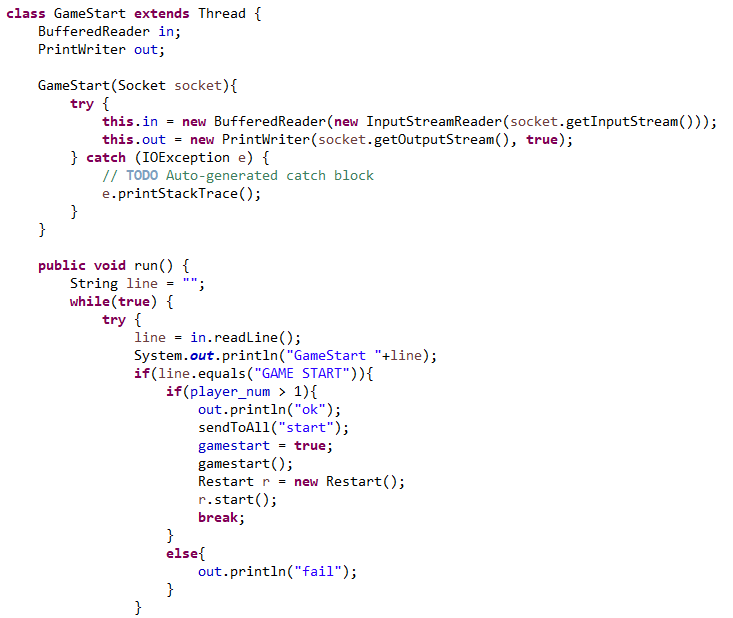 class GameStart extends Thread {
    BufferedReader in;
    PrintWriter out;

    GameStart(Socket socket){
        try {
            this.in = new BufferedReader(new InputStreamReader(socket.getInputStream()));
            this.out = new PrintWriter(socket.getOutputStream(), true);
        } catch (IOException e) {
            // TODO Auto-generated catch block
            e.printStackTrace();
        }
    }

    public void run() {
        String line = "";
        while(true) {
            try {
                line = in.readLine();
                System.out.println("GameStart "+line);
                if(line.equals("GAME START")){
                    if(player_num > 1){
                        out.println("ok");
                        sendToAll("start");
                        gamestart = true;
                        gamestart();
                        Restart r = new Restart();
                        r.start();
                        break;
                    }
                    else{
                        out.println("fail");
                    }
                }